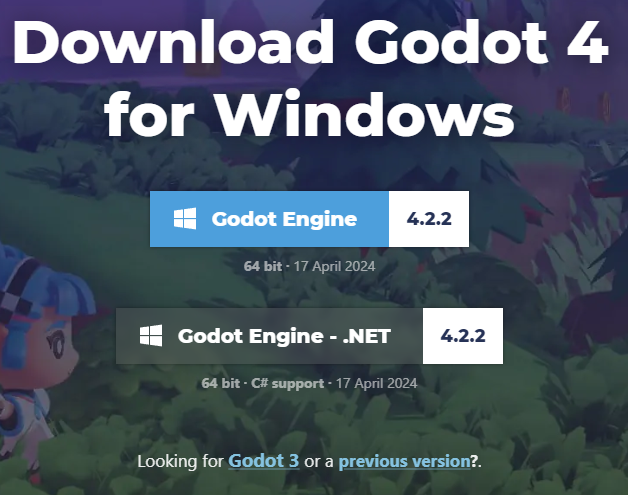 Download Godot 4
for Windows
Godot Engine 4.2.2
64 bit · 17 April 2024
Godot Engine - .NET 4.2.2
64 bit · C# support · 17 April 2024
Looking for Godot 3 or a previous version?.